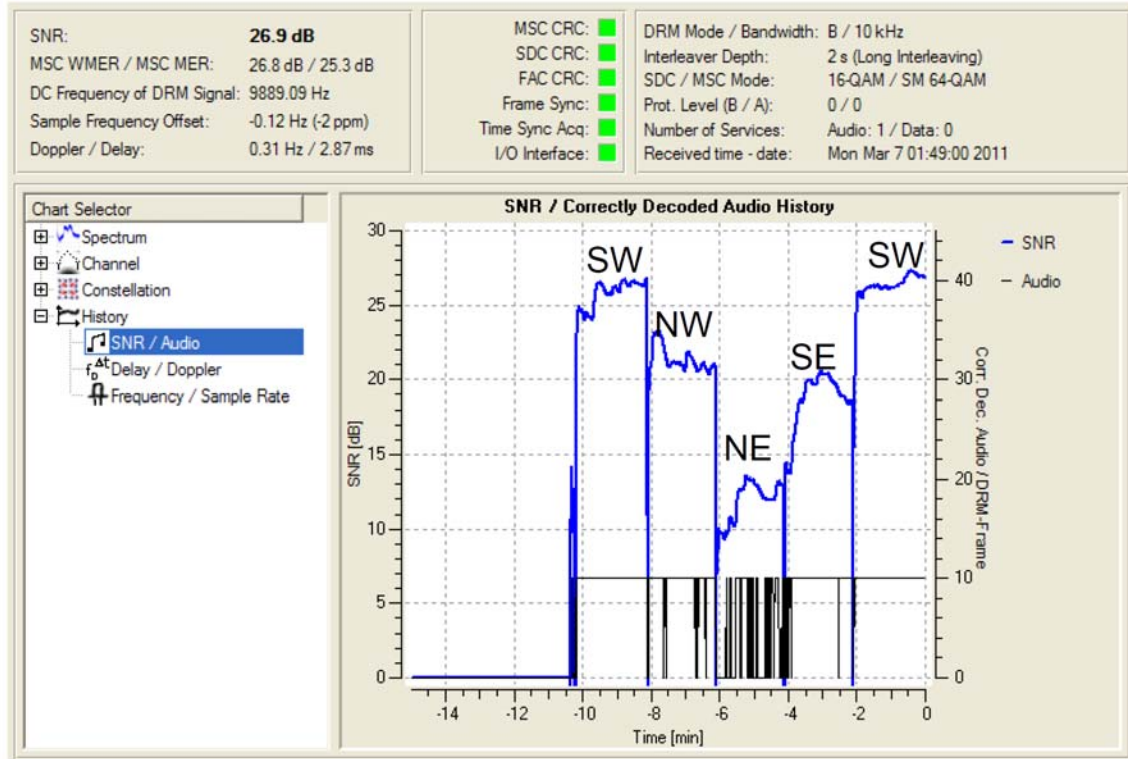 SNR: 26.9 dB
MSC WMER / MSC MER: 26.8 dB / 25.3 dB
DC Frequency of DRM Signal: 9889.09 Hz
Sample Frequency Offset: -0.12 Hz (-2 ppm)
Doppler / Delay: 0.31 Hz / 2.87 ms
MSC CRC:
SDC CRC:
FAC CRC:
Frame Sync:
Time Sync Acq:
I/O Interface:
DRM Mode / Bandwidth: B / 10 kHz
Interleaver Depth: 2 s (Long Interleaving)
SDC / MSC Mode: 16-QAM / SM 64-QAM
Prot. Level (B / A): 0 / 0
Number of Services: Audio: 1 / Data: 0
Received time - date: Mon Mar 7 01:49:00 2011
Chart Selector
Spectrum
Channel
Constellation
History
SNR / Audio
Delay / Doppler
Frequency / Sample Rate
SNR / Correctly Decoded Audio History
SNR
Audio
SW
NW
NE
SE
SW
SNR [dB]
30
25
20
15
10
5
0
Corr. Dec. Audio / DRM-Frame
40
30
20
10
0
-14 -12 -10 -8 -6 -4 -2 0
Time [min]